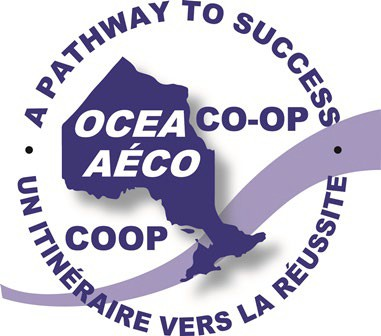 A PATHWAY TO SUCCESS
OCEA CO-OP
AÉCO
COOP
• UN ITINÉRAIRE VERS LA RÉUSSITE •